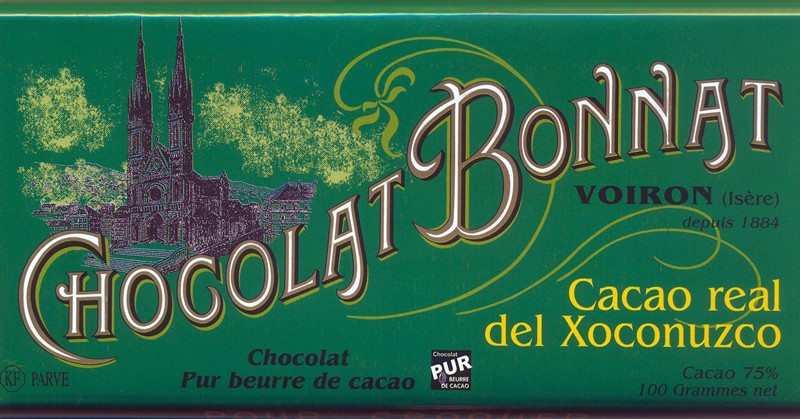 CHOCOLAT BONNAT
VOIRON (Isère)
depuis 1884
Cacao real
del Xoconuzco
Chocolat
Pur beurre de cacao
Chocolat
PUR
BEURRE
DE CACAO
KF PARVE
Cacao 75%
100 Grammes net